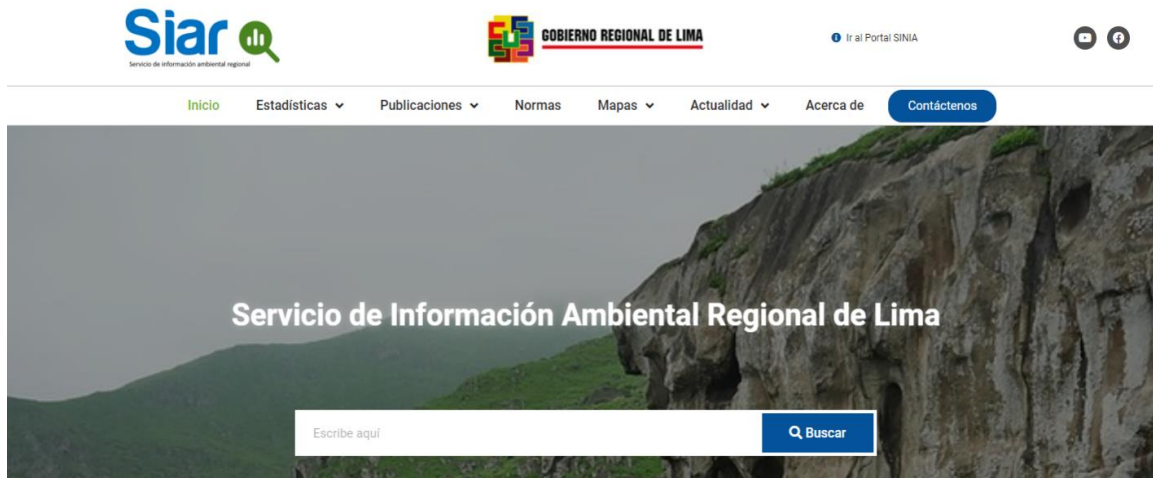 Siar
Servicio de información ambiental regional
GOBIERNO REGIONAL DE LIMA
Ir al Portal SINIA
Inicio Estadísticas Publicaciones Normas Mapas Actualidad Acerca de Contáctenos
Servicio de Información Ambiental Regional de Lima
Escribe aquí Buscar